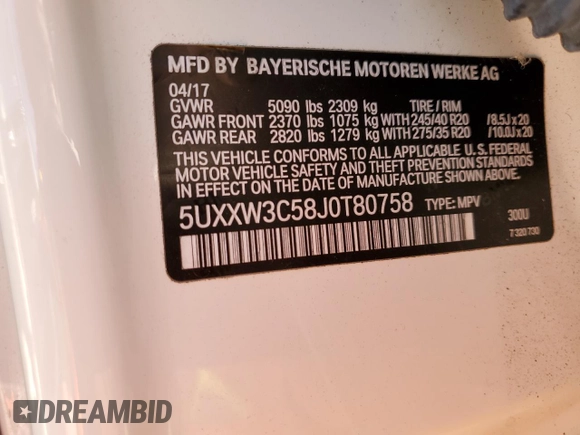 MFD BY BAYERISCHE MOTOREN WERKE AG
04/17
GVWR 5090 lbs 2309 kg TIRE / RIM
GAWR FRONT 2370 lbs 1075 kg WITH 245/40 R20 /8.5J x 20
GAWR REAR 2820 lbs 1279 kg WITH 275/35 R20 /10.0J x 20
THIS VEHICLE CONFORMS TO ALL APPLICABLE U. S. FEDERAL
MOTOR VEHICLE SAFETY AND THEFT PREVENTION STANDARDS
IN EFFECT ON THE DATE OF MANUFACTURE SHOWN ABOVE.
5UXXW3C58J0T80758 TYPE: MPV
300U
7 320 730
DREAMBID